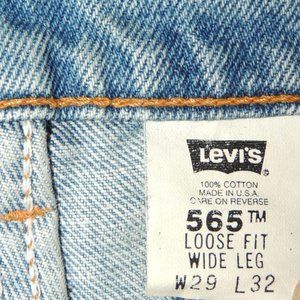 Levi's
100% COTTON
MADE IN U.S.A.
CARE ON REVERSE
565™
LOOSE FIT
WIDE LEG
W29 L32